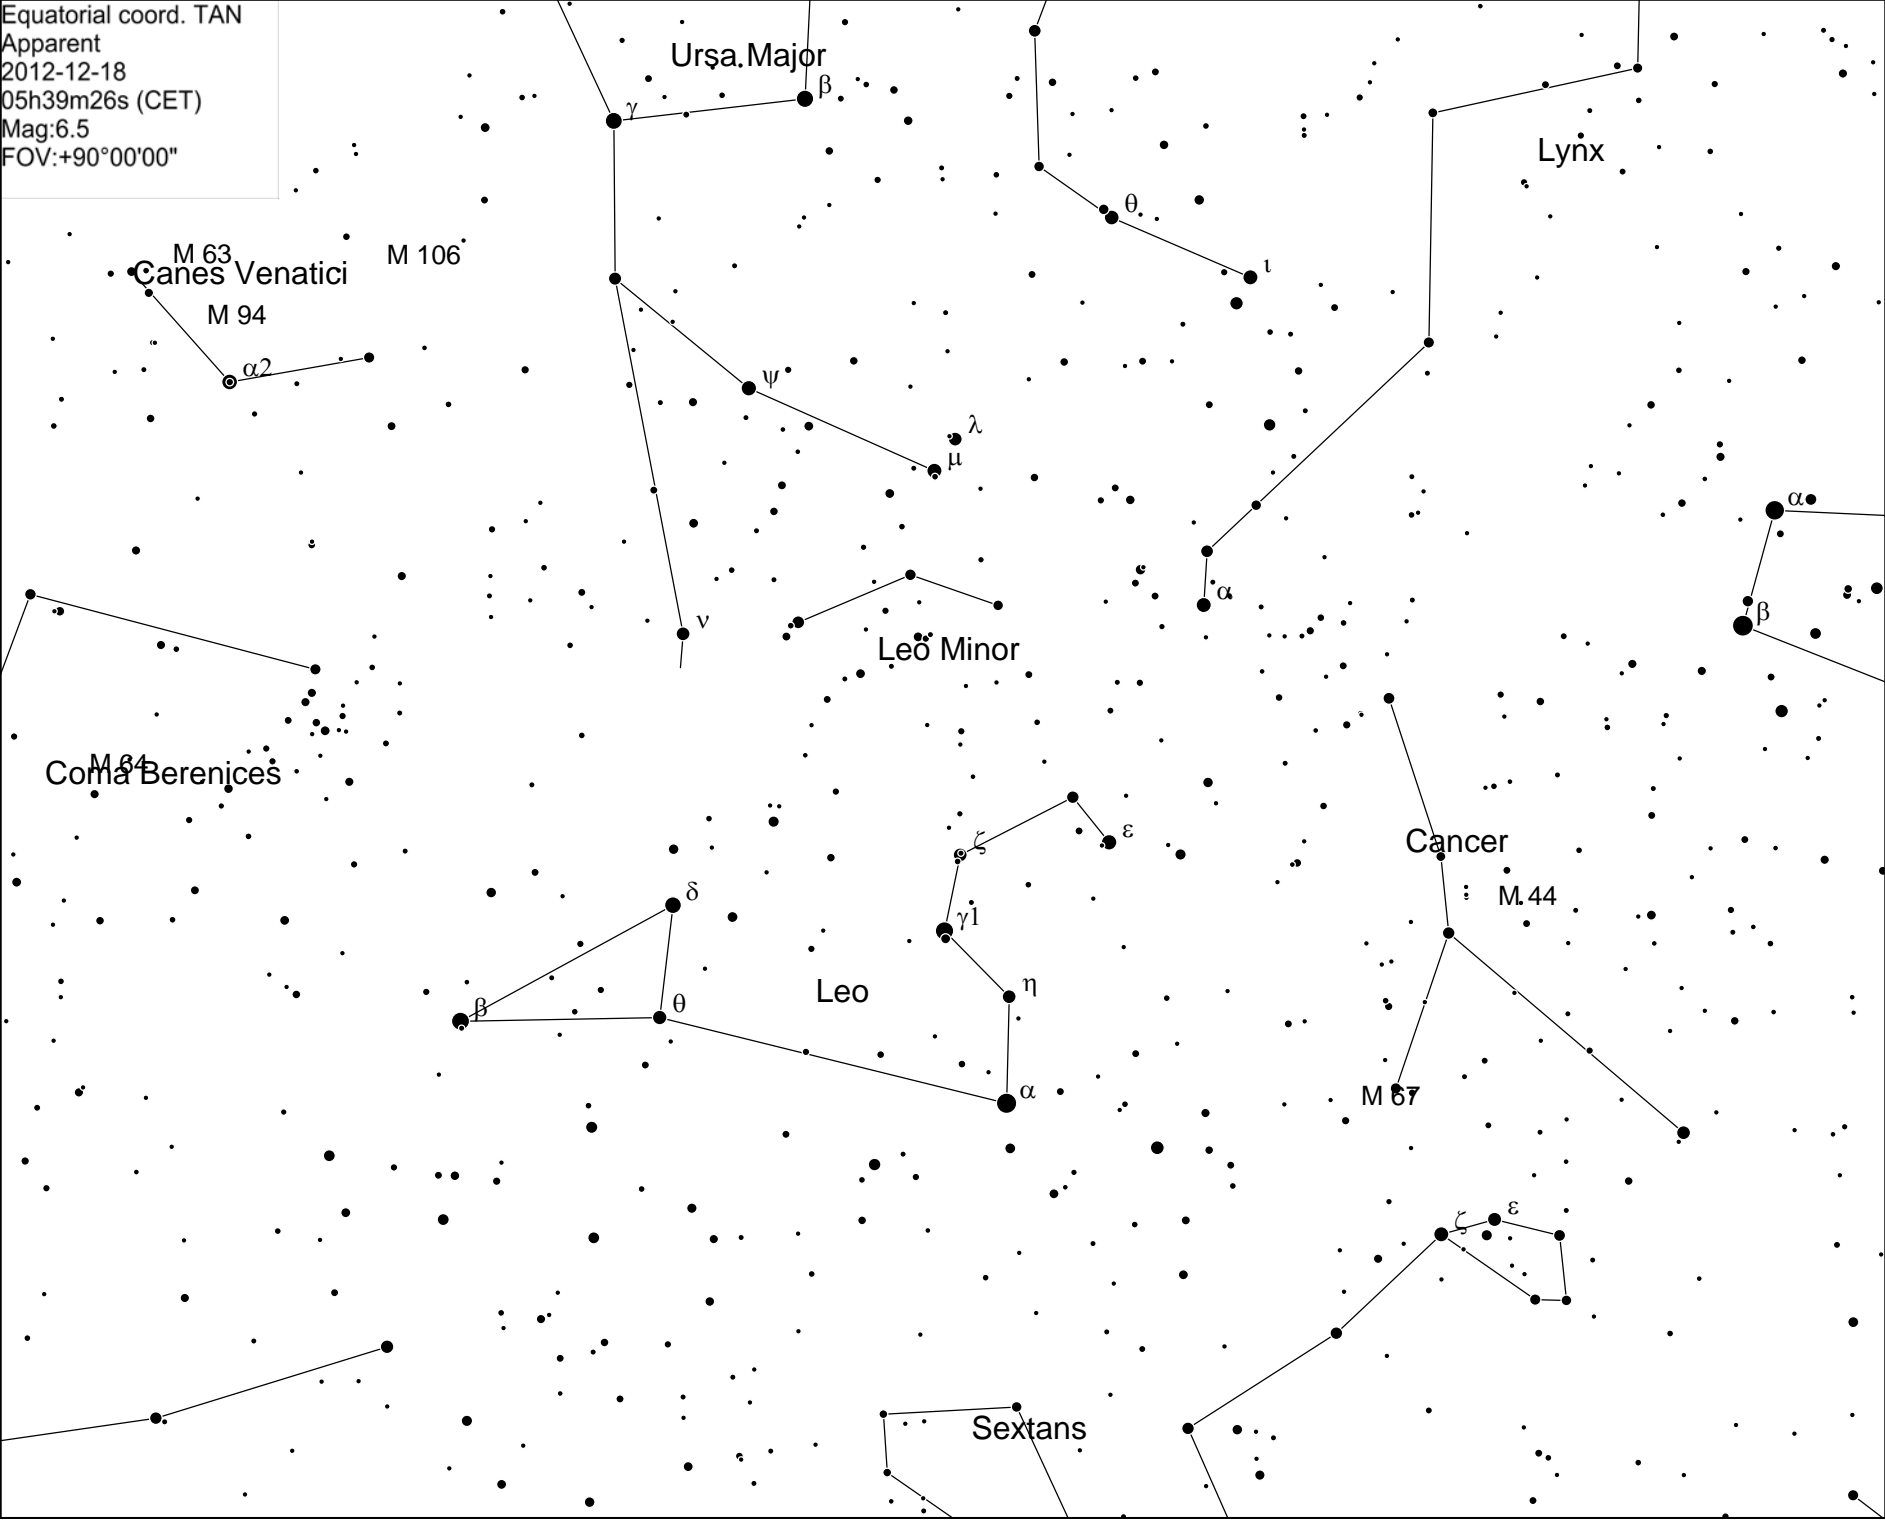 Equatorial coord. TAN
Apparent
2012-12-18
05h39m26s (CET)
Mag:6.5
FOV:+90°00'00"
Ursa Major
β
γ
Lynx
θ
M 63
M 106
Canes Venatici
ι
M 94
α2
ψ
λ
μ
α
α
β
ν
Leo Minor
M 64
Coma Berenices
ε
ζ
Cancer
δ
M 44
γ1
Leo
η
β
θ
α
M 67
ζ
ε
Sextans